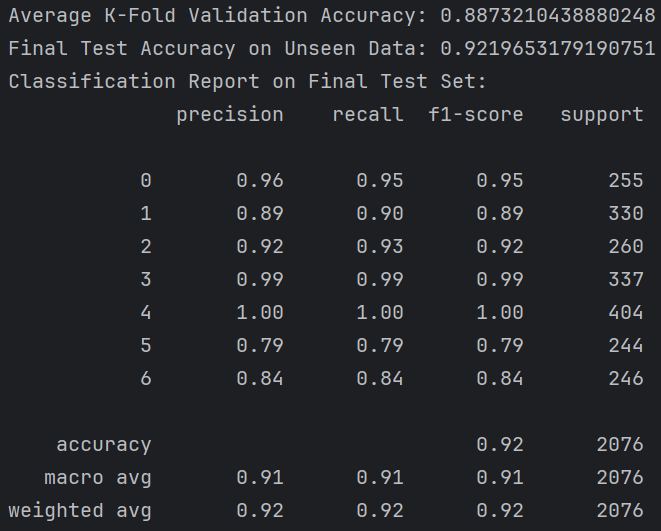 Average K-Fold Validation Accuracy: 0.8873210438880248
Final Test Accuracy on Unseen Data: 0.9219653179190751
Classification Report on Final Test Set:
precision recall f1-score support
0 0.96 0.95 0.95 255
1 0.89 0.90 0.89 330
2 0.92 0.93 0.92 260
3 0.99 0.99 0.99 337
4 1.00 1.00 1.00 404
5 0.79 0.79 0.79 244
6 0.84 0.84 0.84 246
accuracy 0.92 2076
macro avg 0.91 0.91 0.91 2076
weighted avg 0.92 0.92 0.92 2076